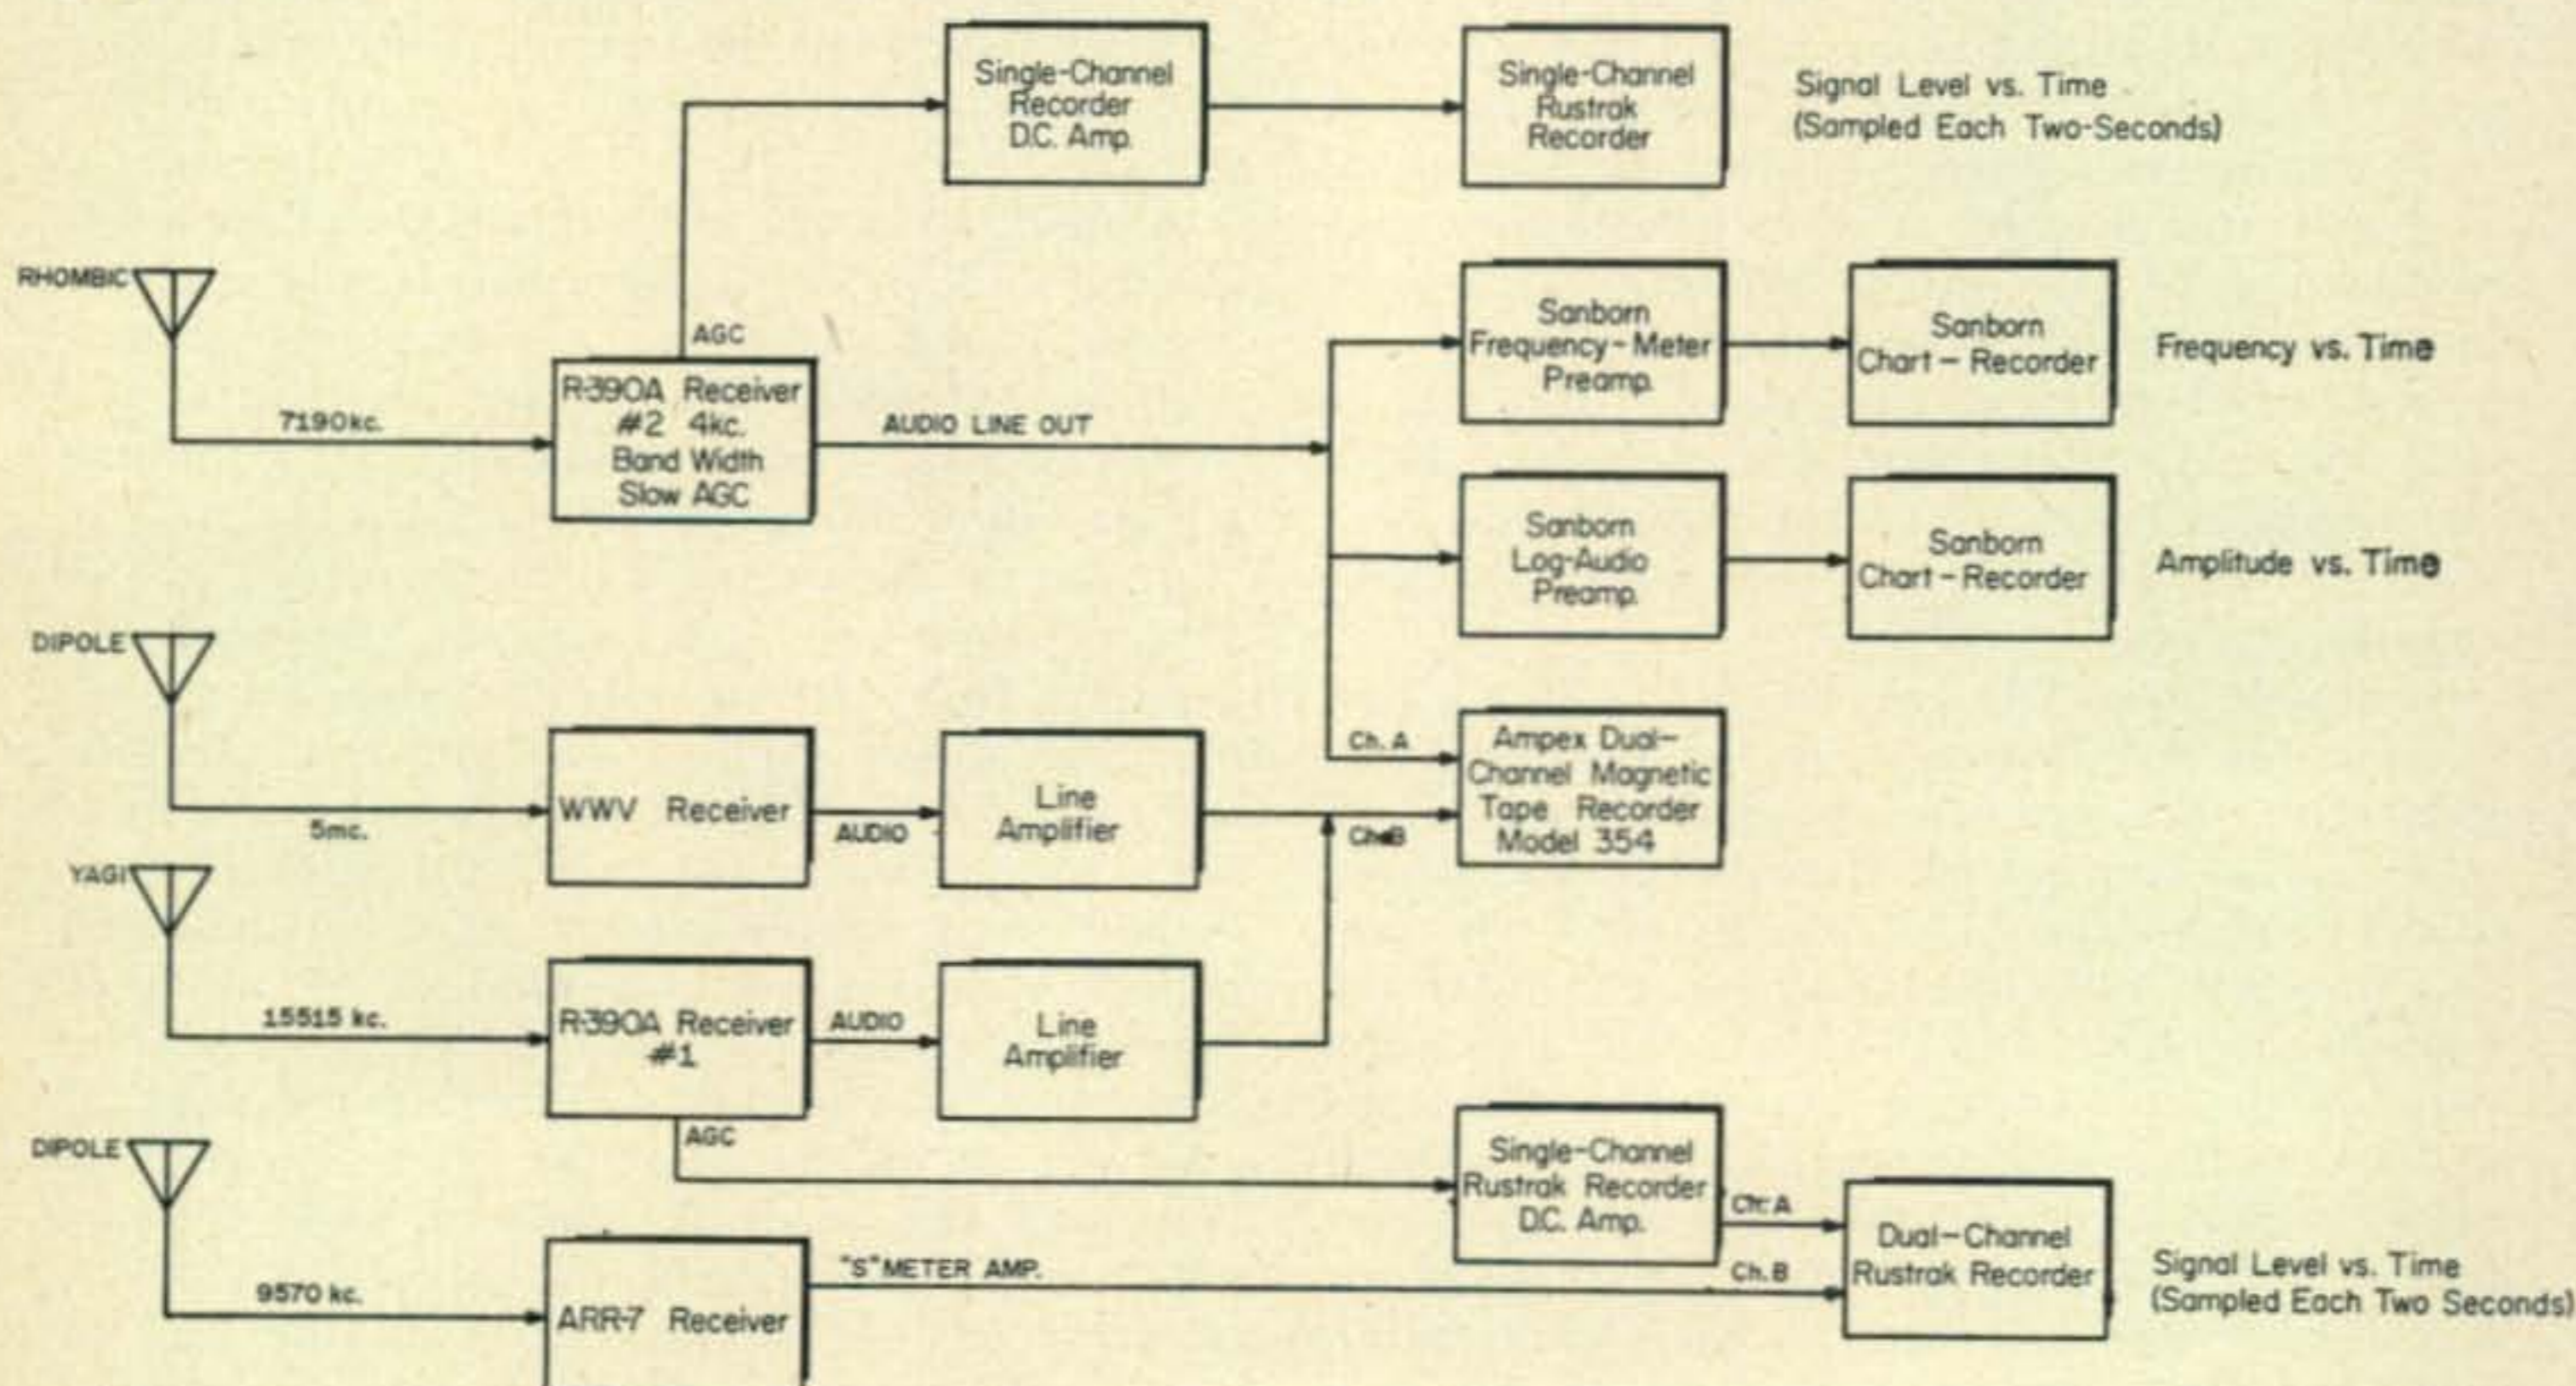 Single-Channel
Recorder
D.C. Amp.
Single-Channel
Rustrak
Recorder
Signal Level vs. Time
(Sampled Each Two-Seconds)
RHOMBIC
7190kc.
AGC
R-390A Receiver
#2 4kc.
Band Width
Slow AGC
AUDIO LINE OUT
Sanborn
Frequency-Meter
Preamp.
Sanborn
Chart-Recorder
Frequency vs. Time
Sanborn
Log-Audio
Preamp.
Sanborn
Chart-Recorder
Amplitude vs. Time
DIPOLE
5mc.
WWV Receiver
AUDIO
Line
Amplifier
Ch. A
Ch. B
Ampex Dual-
Channel Magnetic
Tape Recorder
Model 354
YAGI
15515 kc.
R-390A Receiver
#1
AUDIO
Line
Amplifier
AGC
Single-Channel
Rustrak Recorder
D.C. Amp.
Ch. A
Ch. B
Dual-Channel
Rustrak Recorder
Signal Level vs. Time
(Sampled Each Two Seconds)
DIPOLE
9570 kc.
ARR-7 Receiver
"S" METER AMP.